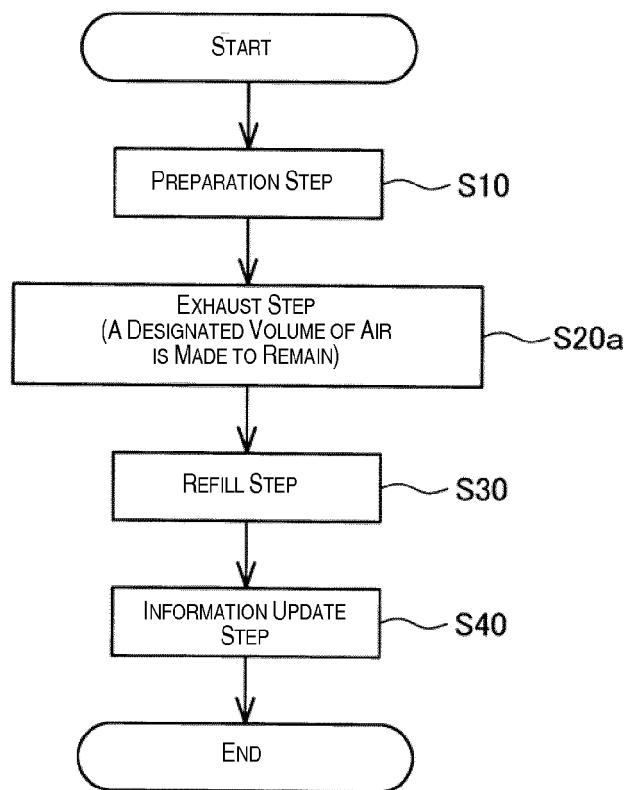 START
PREPARATION STEP
S10
EXHAUST STEP
(A DESIGNATED VOLUME OF AIR
IS MADE TO REMAIN)
S20a
REFILL STEP
S30
INFORMATION UPDATE
STEP
S40
END